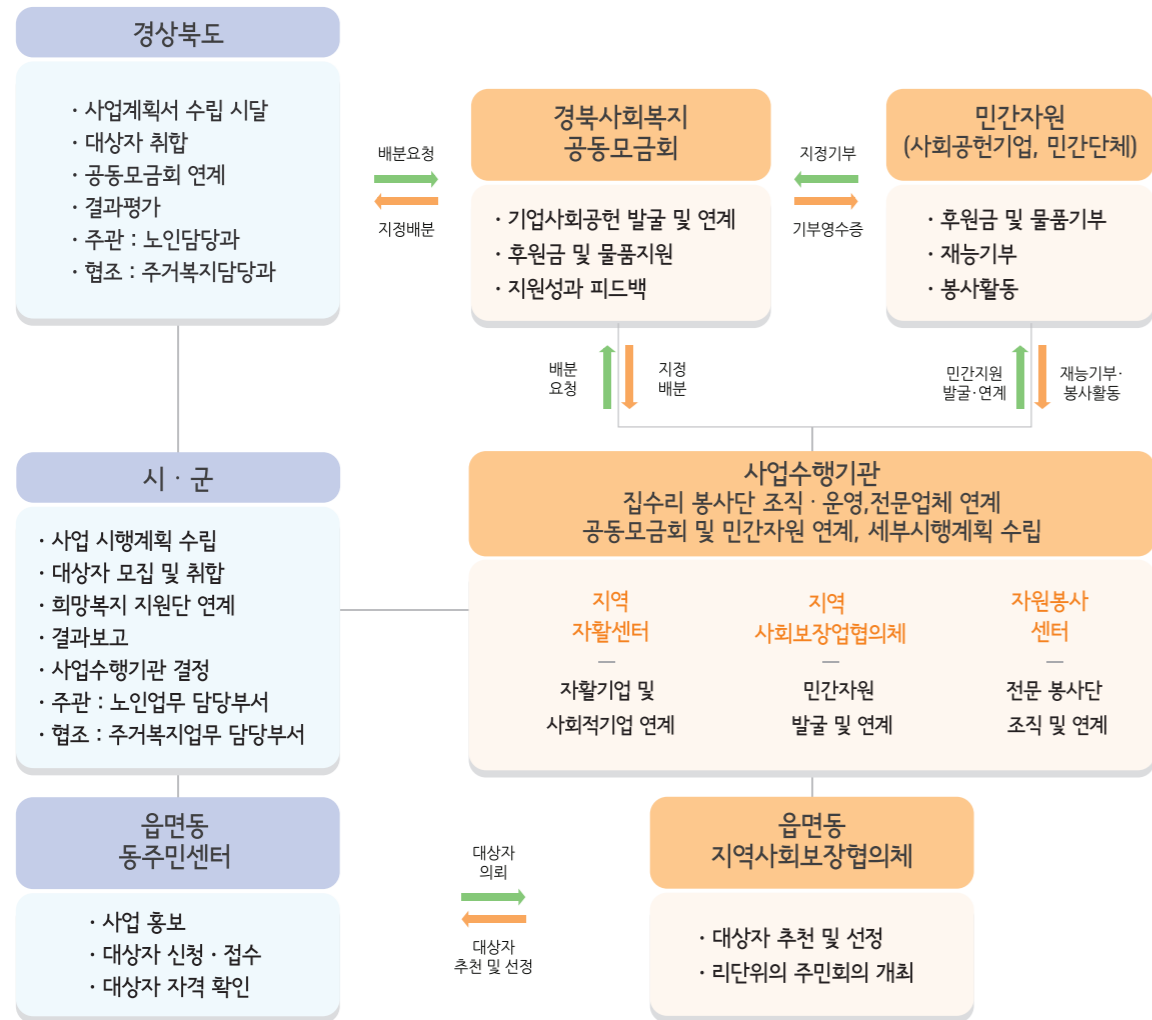 경상북도
· 사업계획서 수립 시달
· 대상자 취합
· 공동모금회 연계
· 결과평가
· 주관 : 노인담당과
· 협조 : 주거복지담당과
배분요청
지정배분
경북사회복지
공동모금회
· 기업사회공헌 발굴 및 연계
· 후원금 및 물품지원
· 지원성과 피드백
지정기부
기부영수증
민간자원
(사회공헌기업, 민간단체)
· 후원금 및 물품기부
· 재능기부
· 봉사활동
배분
요청
지정
배분
민간지원
발굴·연계
재능기부·
봉사활동
시 · 군
· 사업 시행계획 수립
· 대상자 모집 및 취합
· 희망복지 지원단 연계
· 결과보고
· 사업수행기관 결정
· 주관 : 노인업무 담당부서
· 협조 : 주거복지업무 담당부서
사업수행기관
집수리 봉사단 조직 · 운영,전문업체 연계
공동모금회 및 민간자원 연계, 세부시행계획 수립
지역
자활센터
자활기업 및
사회적기업 연계
지역
사회보장업협의체
민간자원
발굴 및 연계
자원봉사
센터
전문 봉사단
조직 및 연계
읍면동
동주민센터
· 사업 홍보
· 대상자 신청 · 접수
· 대상자 자격 확인
대상자
의뢰
대상자
추천 및 선정
읍면동
지역사회보장협의체
· 대상자 추천 및 선정
· 리단위의 주민회의 개최